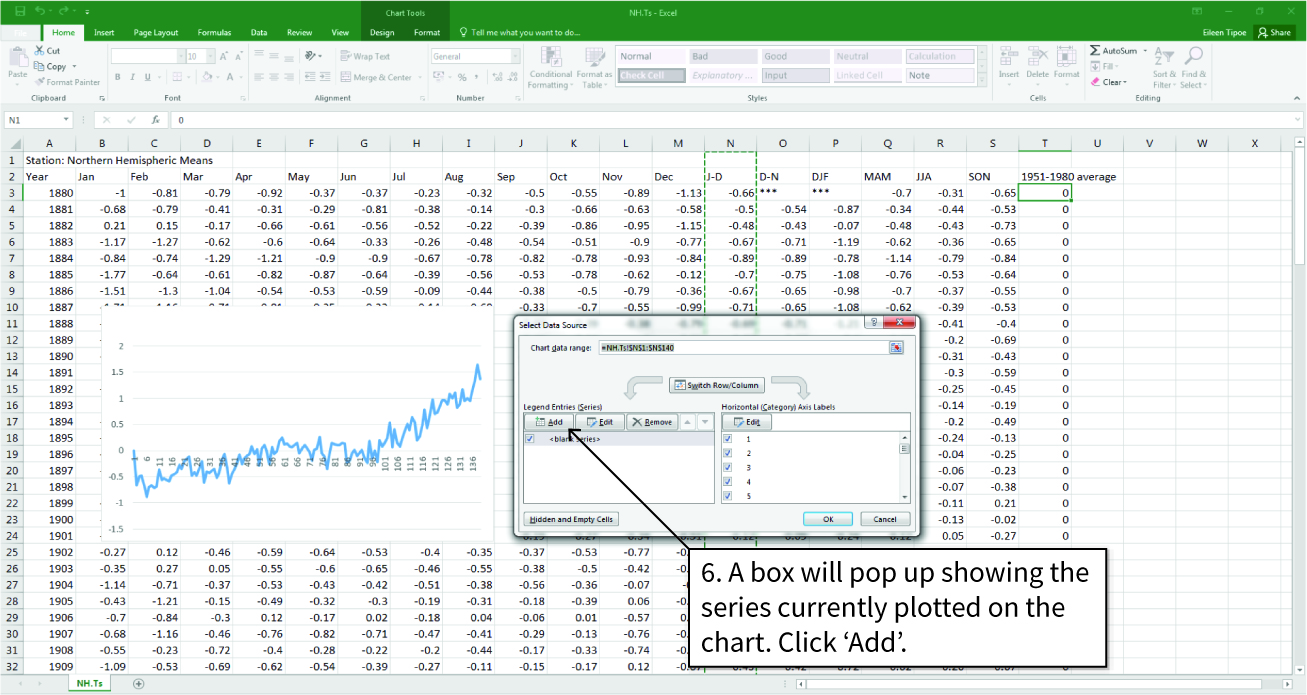 Chart Tools
NH.Ts - Excel
Home Insert Page Layout Formulas Data Review View Design Format Tell me what you want to do... Eileen Tipoe Share
Paste Cut Copy Format Painter
Clipboard
10
B I U A
Font
Wrap Text
Merge & Center
Alignment
General
%
Number
Conditional Formatting Format as Table
Normal Bad Good Neutral Calculation
Check Cell Explanatory ... Input Linked Cell Note
Styles
Insert Delete Format
Cells
AutoSum
Fill
Clear
Sort & Filter Find & Select
Editing
N1 fx 0
A B C D E F G H I J K L M N O P Q R S T U V W X
1 Station: Northern Hemispheric Means
2 Year Jan Feb Mar Apr May Jun Jul Aug Sep Oct Nov Dec J-D D-N DJF MAM JJA SON 1951-1980 average
3 1880 -1 -0.81 -0.79 -0.92 -0.37 -0.37 -0.23 -0.32 -0.5 -0.55 -0.89 -1.13 -0.66 *** *** -0.7 -0.31 -0.65 0
4 1881 -0.68 -0.79 -0.41 -0.31 -0.29 -0.81 -0.38 -0.14 -0.3 -0.66 -0.63 -0.58 -0.5 -0.54 -0.87 -0.34 -0.44 -0.53 0
5 1882 0.21 0.15 -0.17 -0.66 -0.61 -0.56 -0.52 -0.22 -0.39 -0.86 -0.95 -1.15 -0.48 -0.43 -0.07 -0.48 -0.43 -0.73 0
6 1883 -1.17 -1.27 -0.62 -0.6 -0.64 -0.33 -0.26 -0.48 -0.54 -0.51 -0.9 -0.77 -0.67 -0.71 -1.19 -0.62 -0.36 -0.65 0
7 1884 -0.84 -0.74 -1.29 -1.21 -0.9 -0.9 -0.67 -0.78 -0.82 -0.78 -0.93 -0.84 -0.89 -0.89 -0.78 -1.14 -0.79 -0.84 0
8 1885 -1.77 -0.64 -0.61 -0.82 -0.87 -0.64 -0.39 -0.56 -0.53 -0.78 -0.62 -0.12 -0.7 -0.75 -1.08 -0.76 -0.53 -0.64 0
9 1886 -1.51 -1.3 -1.04 -0.54 -0.53 -0.59 -0.09 -0.44 -0.38 -0.5 -0.79 -0.36 -0.67 -0.65 -0.98 -0.7 -0.37 -0.55 0
10 1887 -0.33 -0.7 -0.55 -0.99 -0.71 -0.65 -1.08 -0.62 -0.39 -0.53 0
11 1888 -0.41 -0.4 0
12 1889 -0.2 -0.69 0
13 1890 -0.31 -0.43 0
14 1891 -0.3 -0.59 0
15 1892 -0.25 -0.45 0
16 1893 -0.14 -0.19 0
17 1894 -0.2 -0.49 0
18 1895 -0.24 -0.13 0
19 1896 -0.04 -0.25 0
20 1897 -0.06 -0.23 0
21 1898 -0.07 -0.38 0
22 1899 -0.11 0.21 0
23 1900 -0.13 -0.02 0
24 1901 0.05 -0.27 0
25 1902 -0.27 0.12 -0.46 -0.59 -0.64 -0.53 -0.4 -0.35 -0.37 -0.53 -0.77
26 1903 -0.35 0.27 0.05 -0.55 -0.6 -0.65 -0.46 -0.55 -0.38 -0.5 -0.42
27 1904 -1.14 -0.71 -0.37 -0.53 -0.43 -0.42 -0.51 -0.38 -0.56 -0.36 -0.07
28 1905 -0.43 -1.21 -0.15 -0.49 -0.32 -0.3 -0.19 -0.31 -0.18 -0.39 0.06
29 1906 -0.7 -0.84 -0.3 0.12 -0.17 0.02 -0.18 0.04 -0.06 0.01 -0.57
30 1907 -0.68 -1.16 -0.46 -0.76 -0.82 -0.71 -0.47 -0.41 -0.29 -0.13 -0.76
31 1908 -0.55 -0.23 -0.72 -0.4 -0.28 -0.22 -0.2 -0.44 -0.17 -0.33 -0.74
32 1909 -1.09 -0.53 -0.69 -0.62 -0.54 -0.39 -0.27 -0.11 -0.15 -0.17 0.12
2
1.5
1
0.5
0
-0.5
-1
-1.5
1 6 11 16 21 26 31 36 41 46 51 56 61 66 71 76 81 86 91 96 101 106 111 116 121 126 131 136
Select Data Source
Chart data range: =NH.Ts!$N$1:$N$140
Switch Row/Column
Legend Entries (Series)
Add Edit Remove
<blank series>
Horizontal (Category) Axis Labels
Edit
1
2
3
4
5
Hidden and Empty Cells OK Cancel
6. A box will pop up showing the
series currently plotted on the
chart. Click ‘Add’.
NH.Ts